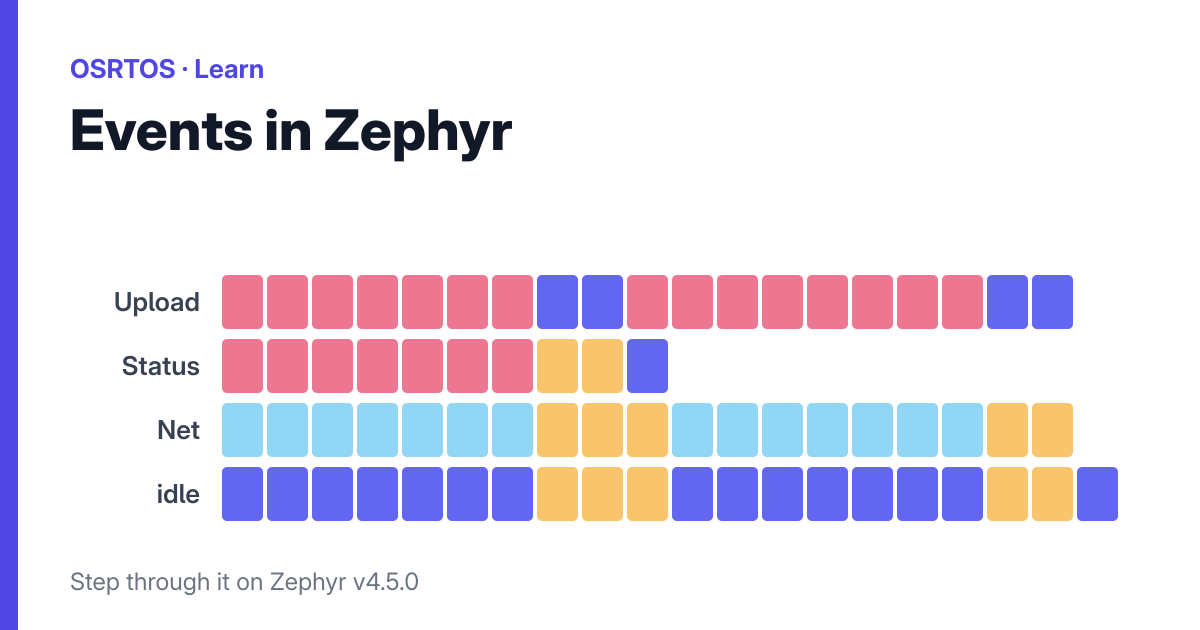 OSRTOS · Learn
Events in Zephyr
Upload
Status
Net
idle
Step through it on Zephyr v4.5.0